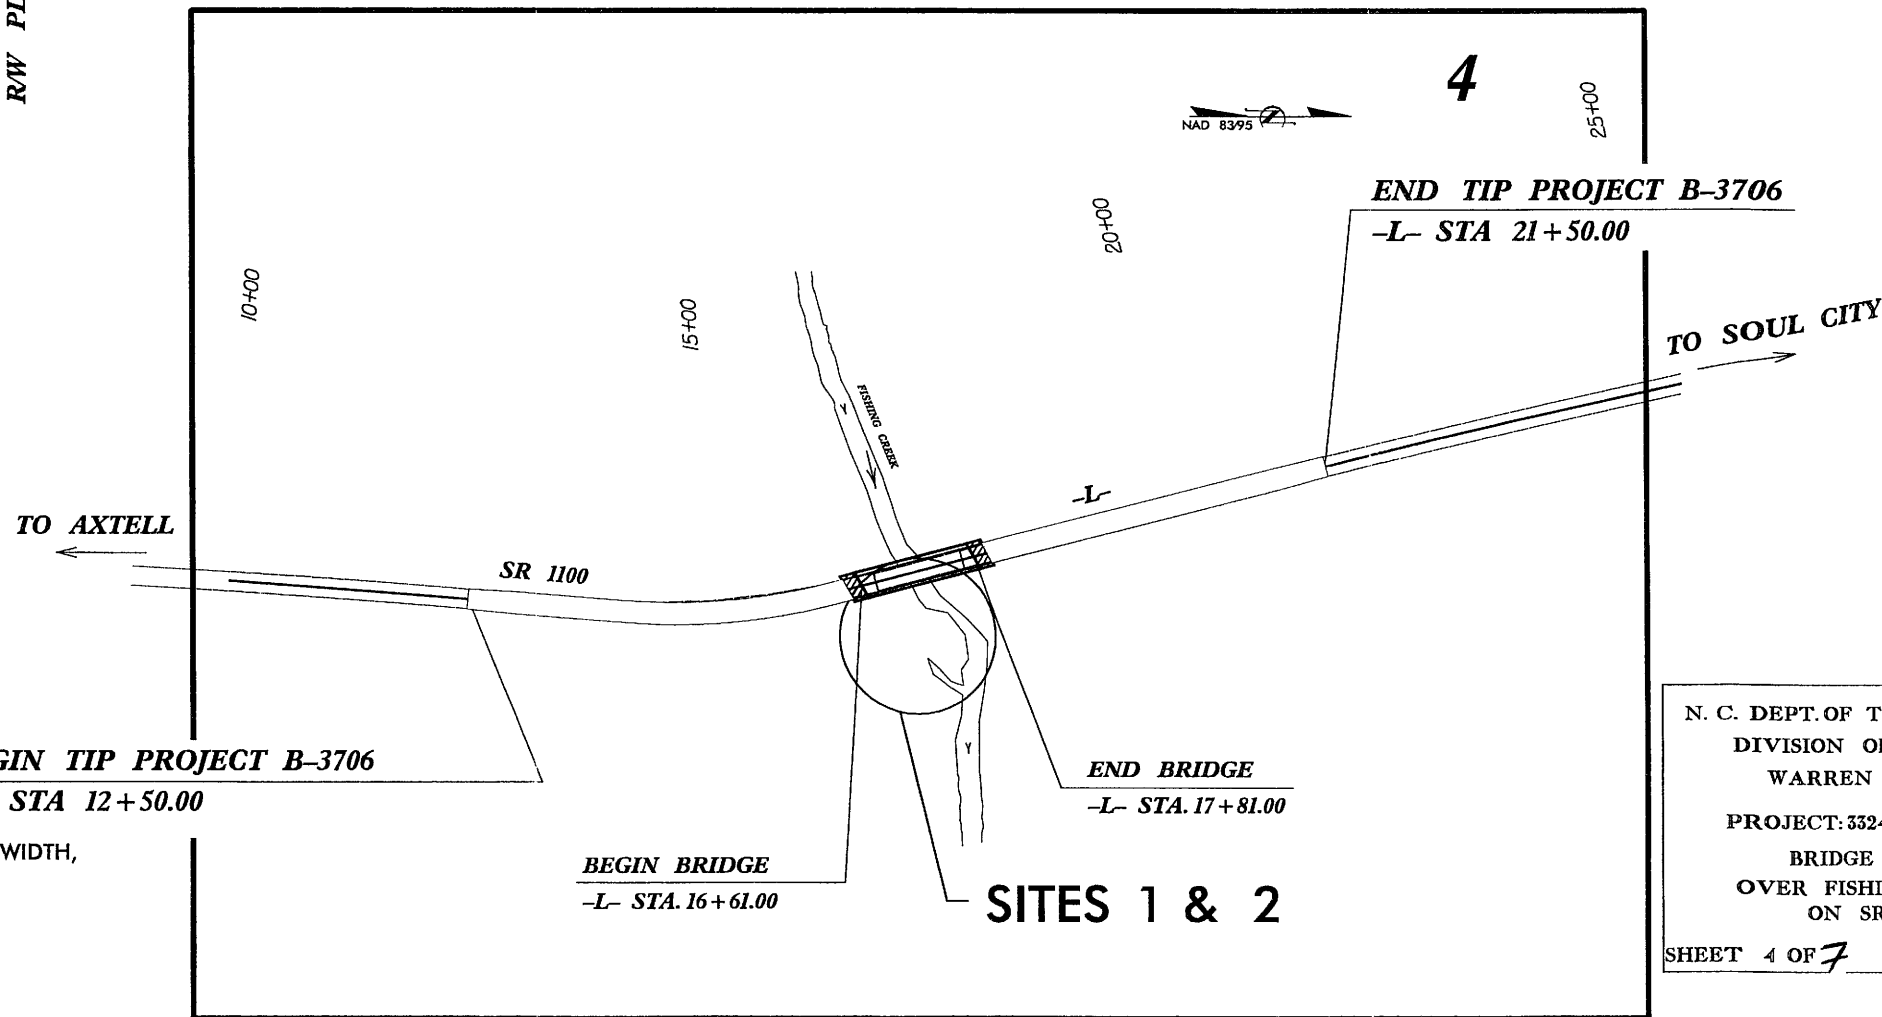 R/W PL
4
NAD 83/95
25+00
END TIP PROJECT B-3706
-L- STA 21+50.00
20+00
10+00
15+00
FISHING CREEK
TO SOUL CITY
-L-
TO AXTELL
SR 1100
GIN TIP PROJECT B-3706
STA 12+50.00
WIDTH,
END BRIDGE
-L- STA. 17+81.00
BEGIN BRIDGE
-L- STA. 16+61.00
SITES 1 & 2
N. C. DEPT. OF T
DIVISION O
WARREN
PROJECT: 3324
BRIDGE
OVER FISHI
ON SR
SHEET 4 OF 7